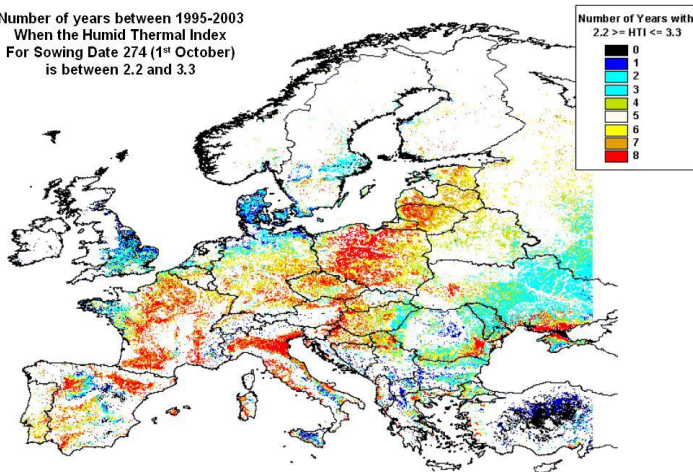 Number of years between 1995-2003
When the Humid Thermal Index
For Sowing Date 274 (1st October)
is between 2.2 and 3.3
Number of Years with
2.2 >= HTI <= 3.3
0
1
2
3
4
5
6
7
8